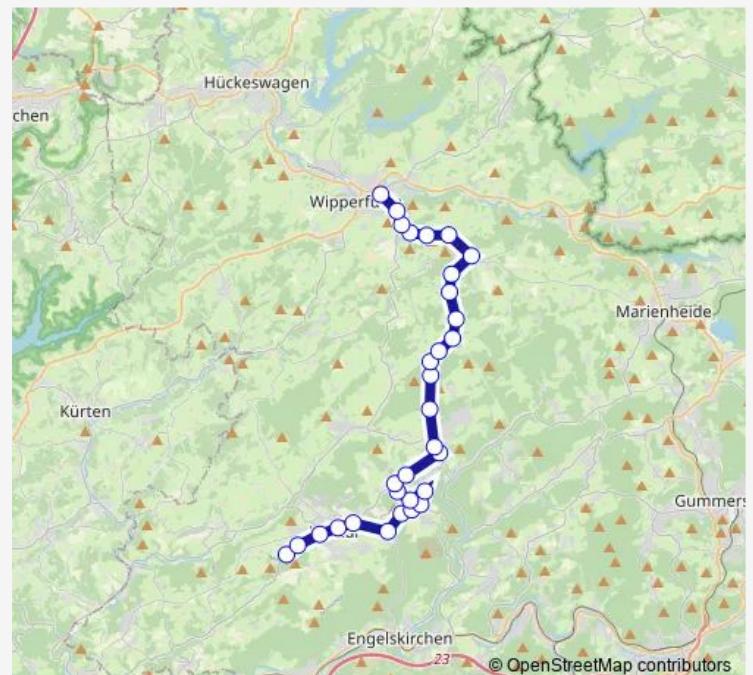 Hückeswagen
chen
Wipperfü
Marienheide
Kürten
Gummers
Engelskirchen
23
© OpenStreetMap contributors